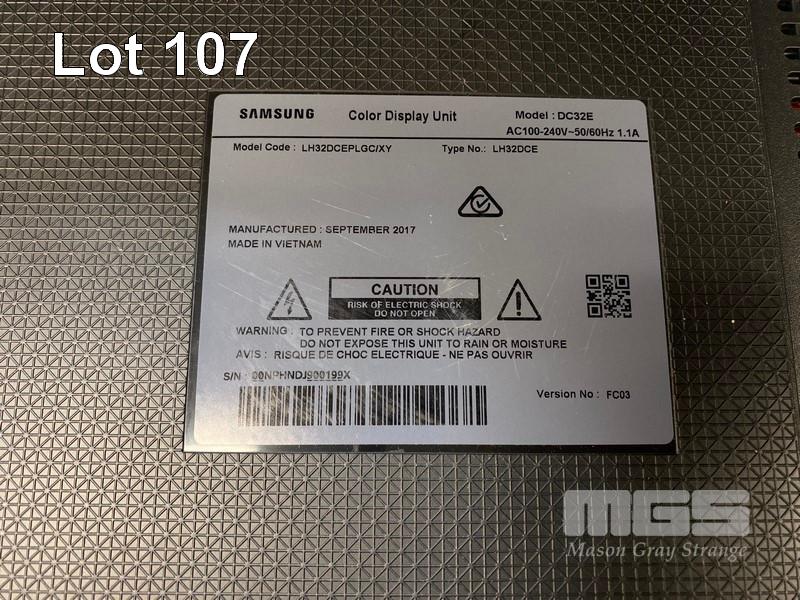 Lot 107
SAMSUNG Color Display Unit Model : DC32E
AC100-240V~50/60Hz 1.1A
Model Code : LH32DCEPLGC/XY Type No.: LH32DCE
MANUFACTURED : SEPTEMBER 2017
MADE IN VIETNAM
CAUTION
RISK OF ELECTRIC SHOCK
DO NOT OPEN
WARNING : TO PREVENT FIRE OR SHOCK HAZARD
DO NOT EXPOSE THIS UNIT TO RAIN OR MOISTURE
AVIS : RISQUE DE CHOC ELECTRIQUE - NE PAS OUVRIR
S/N : 00NPHNDJ900199X
Version No : FC03
MGS
Mason Gray Strange